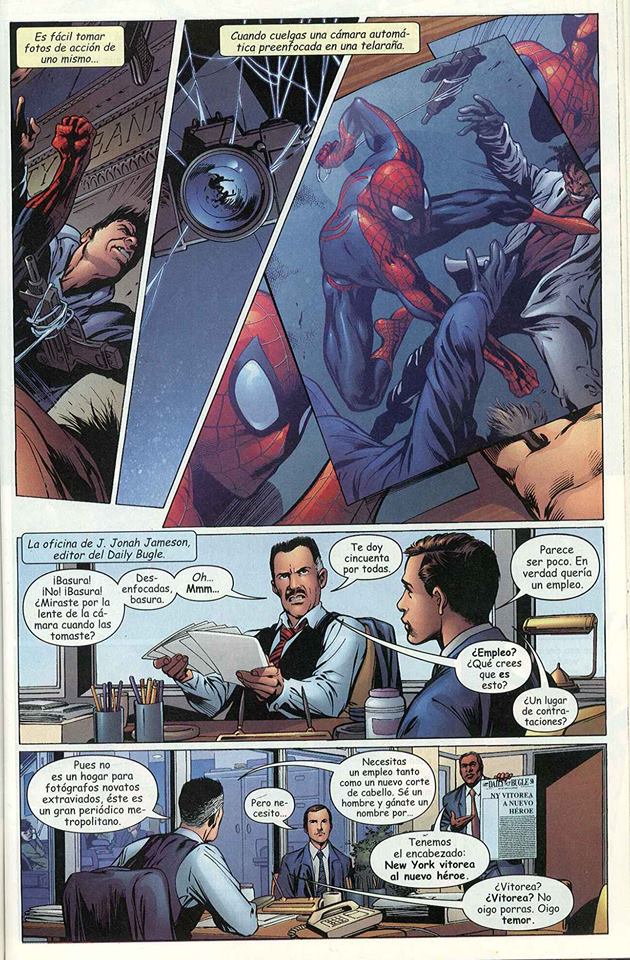 Es fácil tomar
fotos de acción de
uno mismo...
Cuando cuelgas una cámara automá-
tica preenfocada en una telaraña.
BANK
La oficina de J. Jonah Jameson,
editor del Daily Bugle.
¡Basura!
¡No! ¡Basura!
¿Miraste por la
lente de la cá-
mara cuando las
tomaste?
Des-
enfocadas,
basura.
Oh...
Mmm...
Te doy
cincuenta
por todas.
Parece
ser poco. En
verdad quería
un empleo.
¿Empleo?
¿Qué crees
que es
esto?
¿Un lugar
de contra-
taciones?
Pues no
es un hogar para
fotógrafos novatos
extraviados, éste es
un gran periódico me-
tropolitano.
Pero ne-
cesito...
Necesitas
un empleo tanto
como un nuevo corte
de cabello. Sé un
hombre y gánate un
nombre por...
DAILY BUGLE
NY VITOREA
A NUEVO
HÉROE
Tenemos
el encabezado:
New York vitorea
al nuevo héroe.
¿Vitorea?
¿Vitorea? No
oigo porras. Oigo
temor.